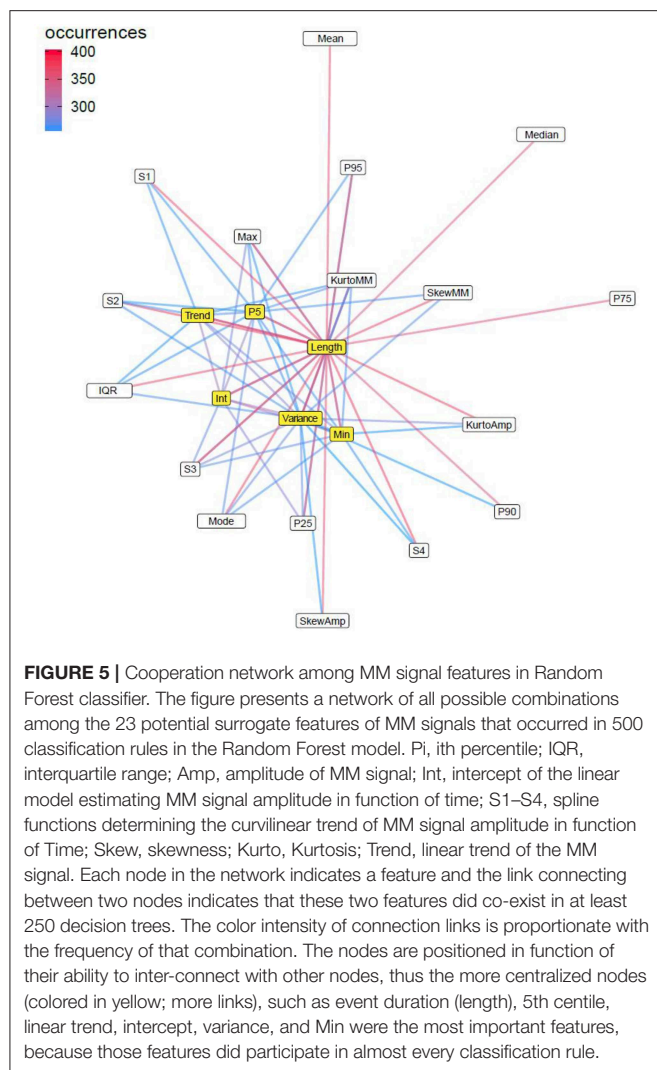 occurrences
400
350
300
Mean
Median
S1
P95
Max
KurtoMM
SkewMM
P75
S2
Trend
P5
Length
IQR
Int
Variance
Min
KurtoAmp
S3
Mode
P25
P90
S4
SkewAmp
FIGURE 5 | Cooperation network among MM signal features in Random
Forest classifier. The figure presents a network of all possible combinations
among the 23 potential surrogate features of MM signals that occurred in 500
classification rules in the Random Forest model. Pi, ith percentile; IQR,
interquartile range; Amp, amplitude of MM signal; Int, intercept of the linear
model estimating MM signal amplitude in function of time; S1–S4, spline
functions determining the curvilinear trend of MM signal amplitude in function
of Time; Skew, skewness; Kurto, Kurtosis; Trend, linear trend of the MM
signal. Each node in the network indicates a feature and the link connecting
between two nodes indicates that these two features did co-exist in at least
250 decision trees. The color intensity of connection links is proportionate with
the frequency of that combination. The nodes are positioned in function of
their ability to inter-connect with other nodes, thus the more centralized nodes
(colored in yellow; more links), such as event duration (length), 5th centile,
linear trend, intercept, variance, and Min were the most important features,
because those features did participate in almost every classification rule.